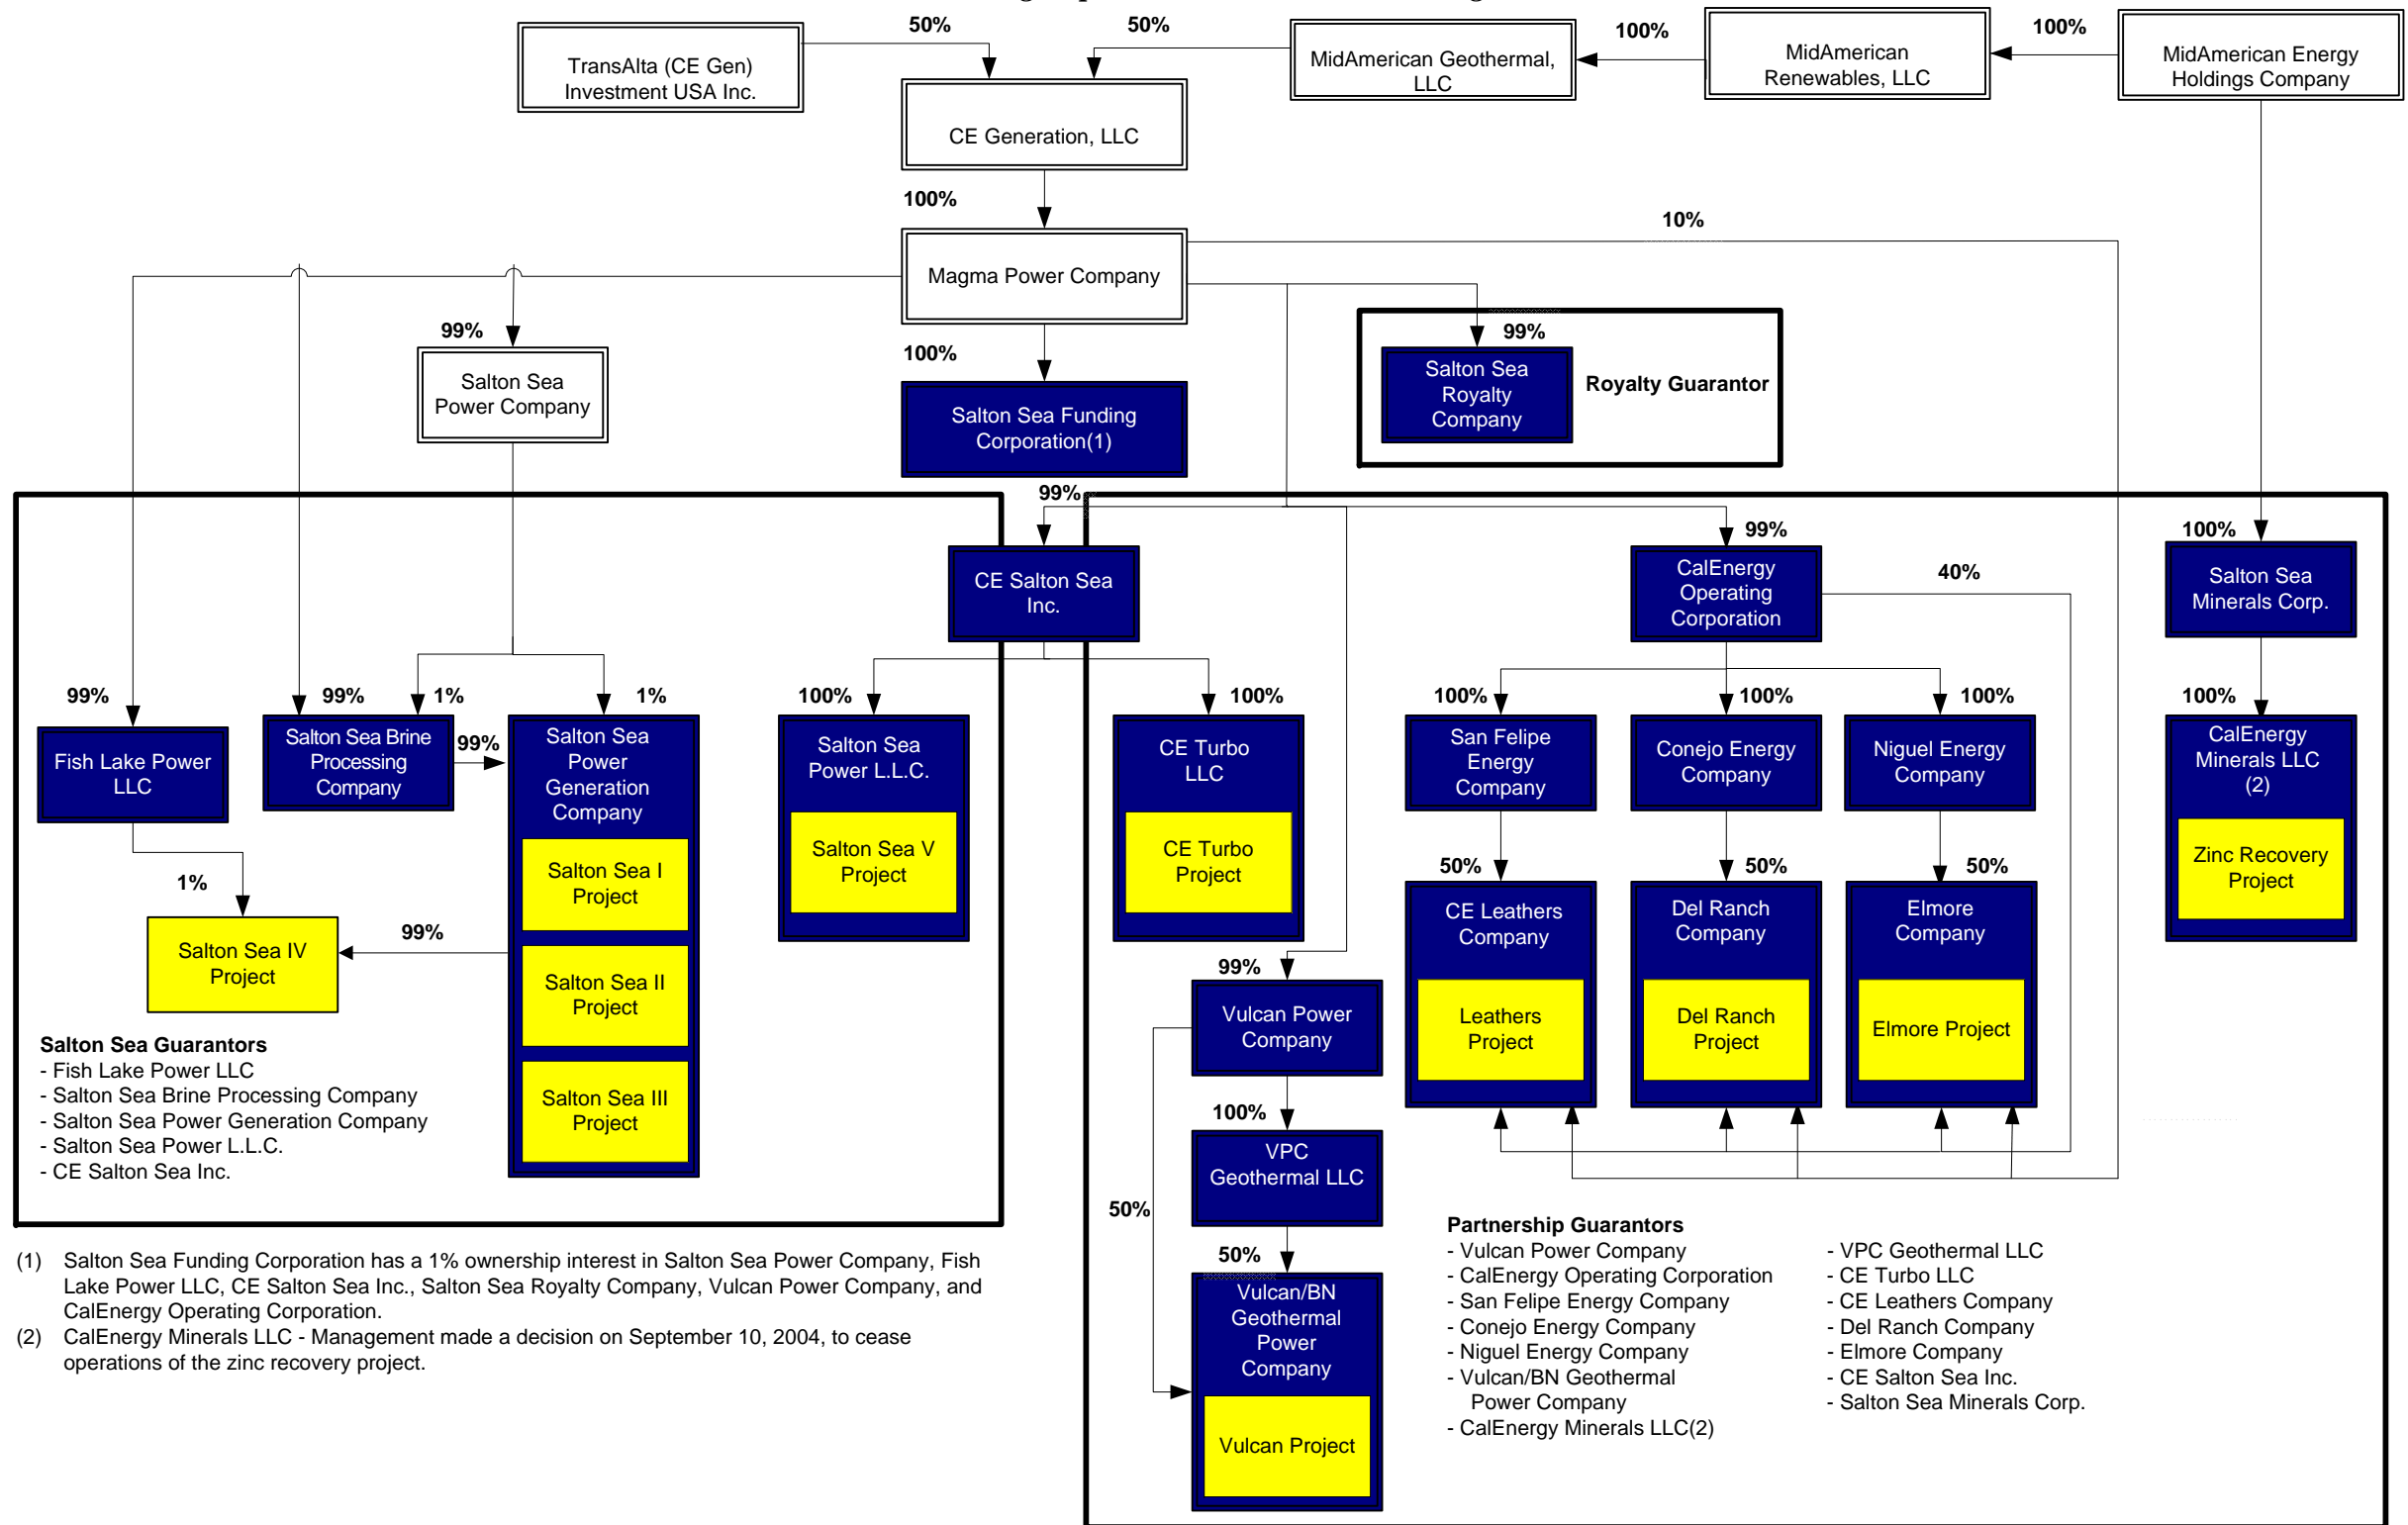 50%
50%
100%
100%
TransAlta (CE Gen)
Investment USA Inc.
MidAmerican Geothermal,
LLC
MidAmerican
Renewables, LLC
MidAmerican Energy
Holdings Company
CE Generation, LLC
100%
10%
Magma Power Company
99%
100%
99%
Salton Sea
Power Company
Salton Sea Funding
Corporation(1)
Salton Sea
Royalty
Company
Royalty Guarantor
99%
99%
100%
CE Salton Sea
Inc.
CalEnergy
Operating
Corporation
40%
Salton Sea
Minerals Corp.
99%
99%
1%
1%
100%
100%
100%
100%
100%
100%
Fish Lake Power
LLC
Salton Sea Brine
Processing
Company
99%
Salton Sea
Power
Generation
Company
Salton Sea
Power L.L.C.
CE Turbo
LLC
San Felipe
Energy
Company
Conejo Energy
Company
Niguel Energy
Company
CalEnergy
Minerals LLC
(2)
Salton Sea I
Project
Salton Sea V
Project
CE Turbo
Project
Zinc Recovery
Project
1%
50%
50%
50%
Salton Sea IV
Project
99%
Salton Sea II
Project
CE Leathers
Company
Del Ranch
Company
Elmore
Company
99%
Vulcan Power
Company
Leathers
Project
Del Ranch
Project
Elmore Project
Salton Sea III
Project
Salton Sea Guarantors
- Fish Lake Power LLC
- Salton Sea Brine Processing Company
- Salton Sea Power Generation Company
- Salton Sea Power L.L.C.
- CE Salton Sea Inc.
100%
VPC
Geothermal LLC
50%
50%
Vulcan/BN
Geothermal
Power
Company
Vulcan Project
Partnership Guarantors
- Vulcan Power Company
- CalEnergy Operating Corporation
- San Felipe Energy Company
- Conejo Energy Company
- Niguel Energy Company
- Vulcan/BN Geothermal
Power Company
- CalEnergy Minerals LLC(2)
- VPC Geothermal LLC
- CE Turbo LLC
- CE Leathers Company
- Del Ranch Company
- Elmore Company
- CE Salton Sea Inc.
- Salton Sea Minerals Corp.
(1) Salton Sea Funding Corporation has a 1% ownership interest in Salton Sea Power Company, Fish
Lake Power LLC, CE Salton Sea Inc., Salton Sea Royalty Company, Vulcan Power Company, and
CalEnergy Operating Corporation.
(2) CalEnergy Minerals LLC - Management made a decision on September 10, 2004, to cease
operations of the zinc recovery project.